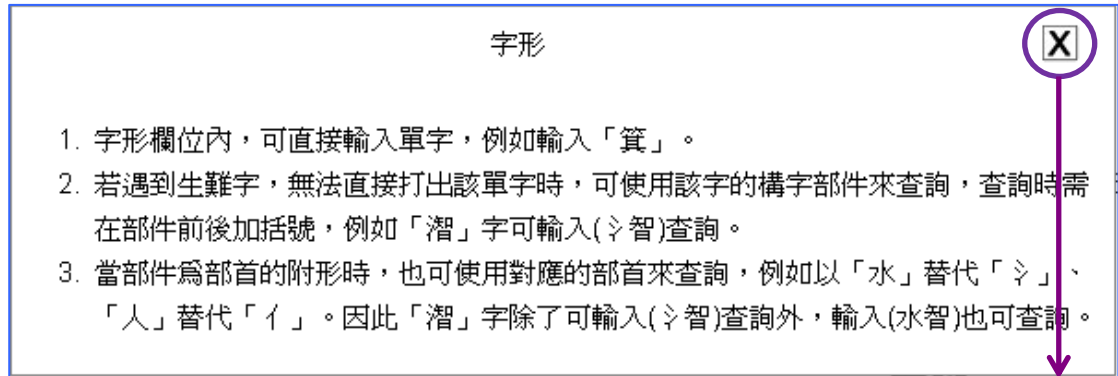 字形
X
1. 字形欄位內，可直接輸入單字，例如輸入「箕」。
2. 若遇到生難字，無法直接打出該單字時，可使用該字的構字部件來查詢，查詢時需
在部件前後加括號，例如「潪」字可輸入(氵智)查詢。
3. 當部件爲部首的附形時，也可使用對應的部首來查詢，例如以「水」替代「氵」、
「人」替代「亻」。因此「潪」字除了可輸入(氵智)查詢外，輸入(水智)也可查詢。